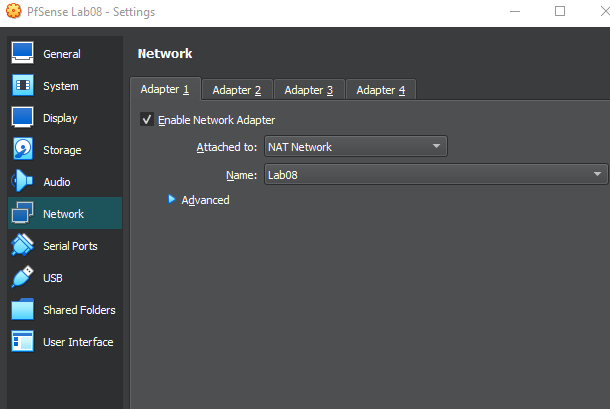 PfSense Lab08 - Settings
General
System
Display
Storage
Audio
Network
Serial Ports
USB
Shared Folders
User Interface
Network
Adapter 1 Adapter 2 Adapter 3 Adapter 4
Enable Network Adapter
Attached to: NAT Network
Name: Lab08
Advanced